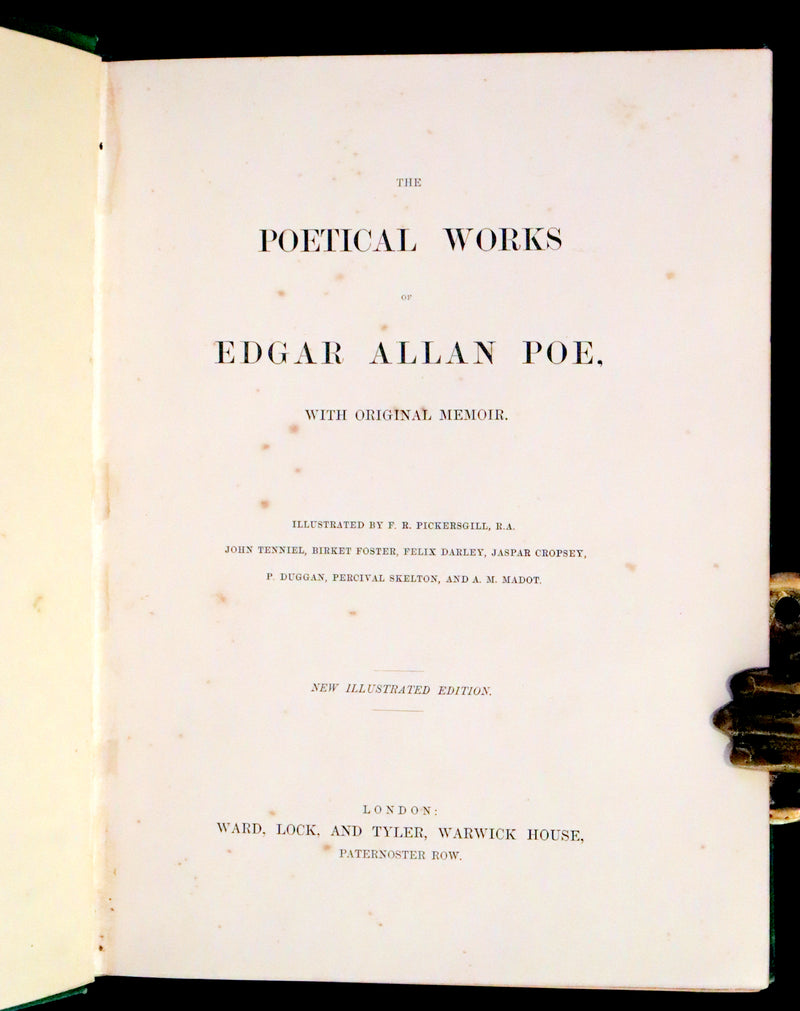 THE
POETICAL WORKS
OF
EDGAR ALLAN POE,
WITH ORIGINAL MEMOIR.
ILLUSTRATED BY F. R. PICKERSGILL, R.A.
JOHN TENNIEL, BIRKET FOSTER, FELIX DARLEY, JASPAR CROPSEY,
P. DUGGAN, PERCIVAL SKELTON, AND A. M. MADOT.
NEW ILLUSTRATED EDITION.
LONDON:
WARD, LOCK, AND TYLER, WARWICK HOUSE,
PATERNOSTER ROW.